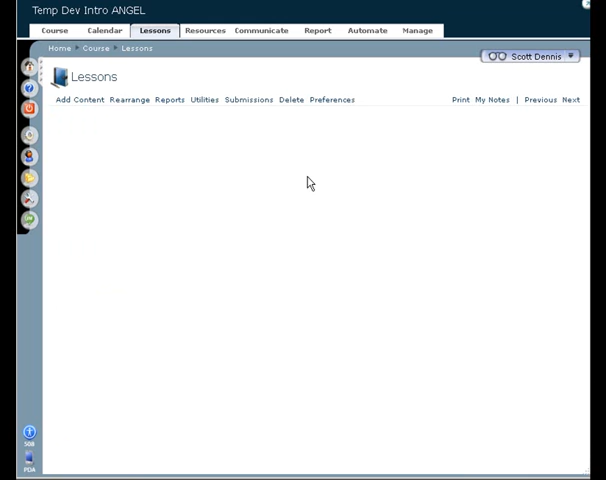 Temp Dev Intro ANGEL
Course Calendar Lessons Resources Communicate Report Automate Manage
Home Course Lessons
Scott Dennis
Lessons
Add Content Rearrange Reports Utilities Submissions Delete Preferences Print My Notes | Previous Next
508
PDA